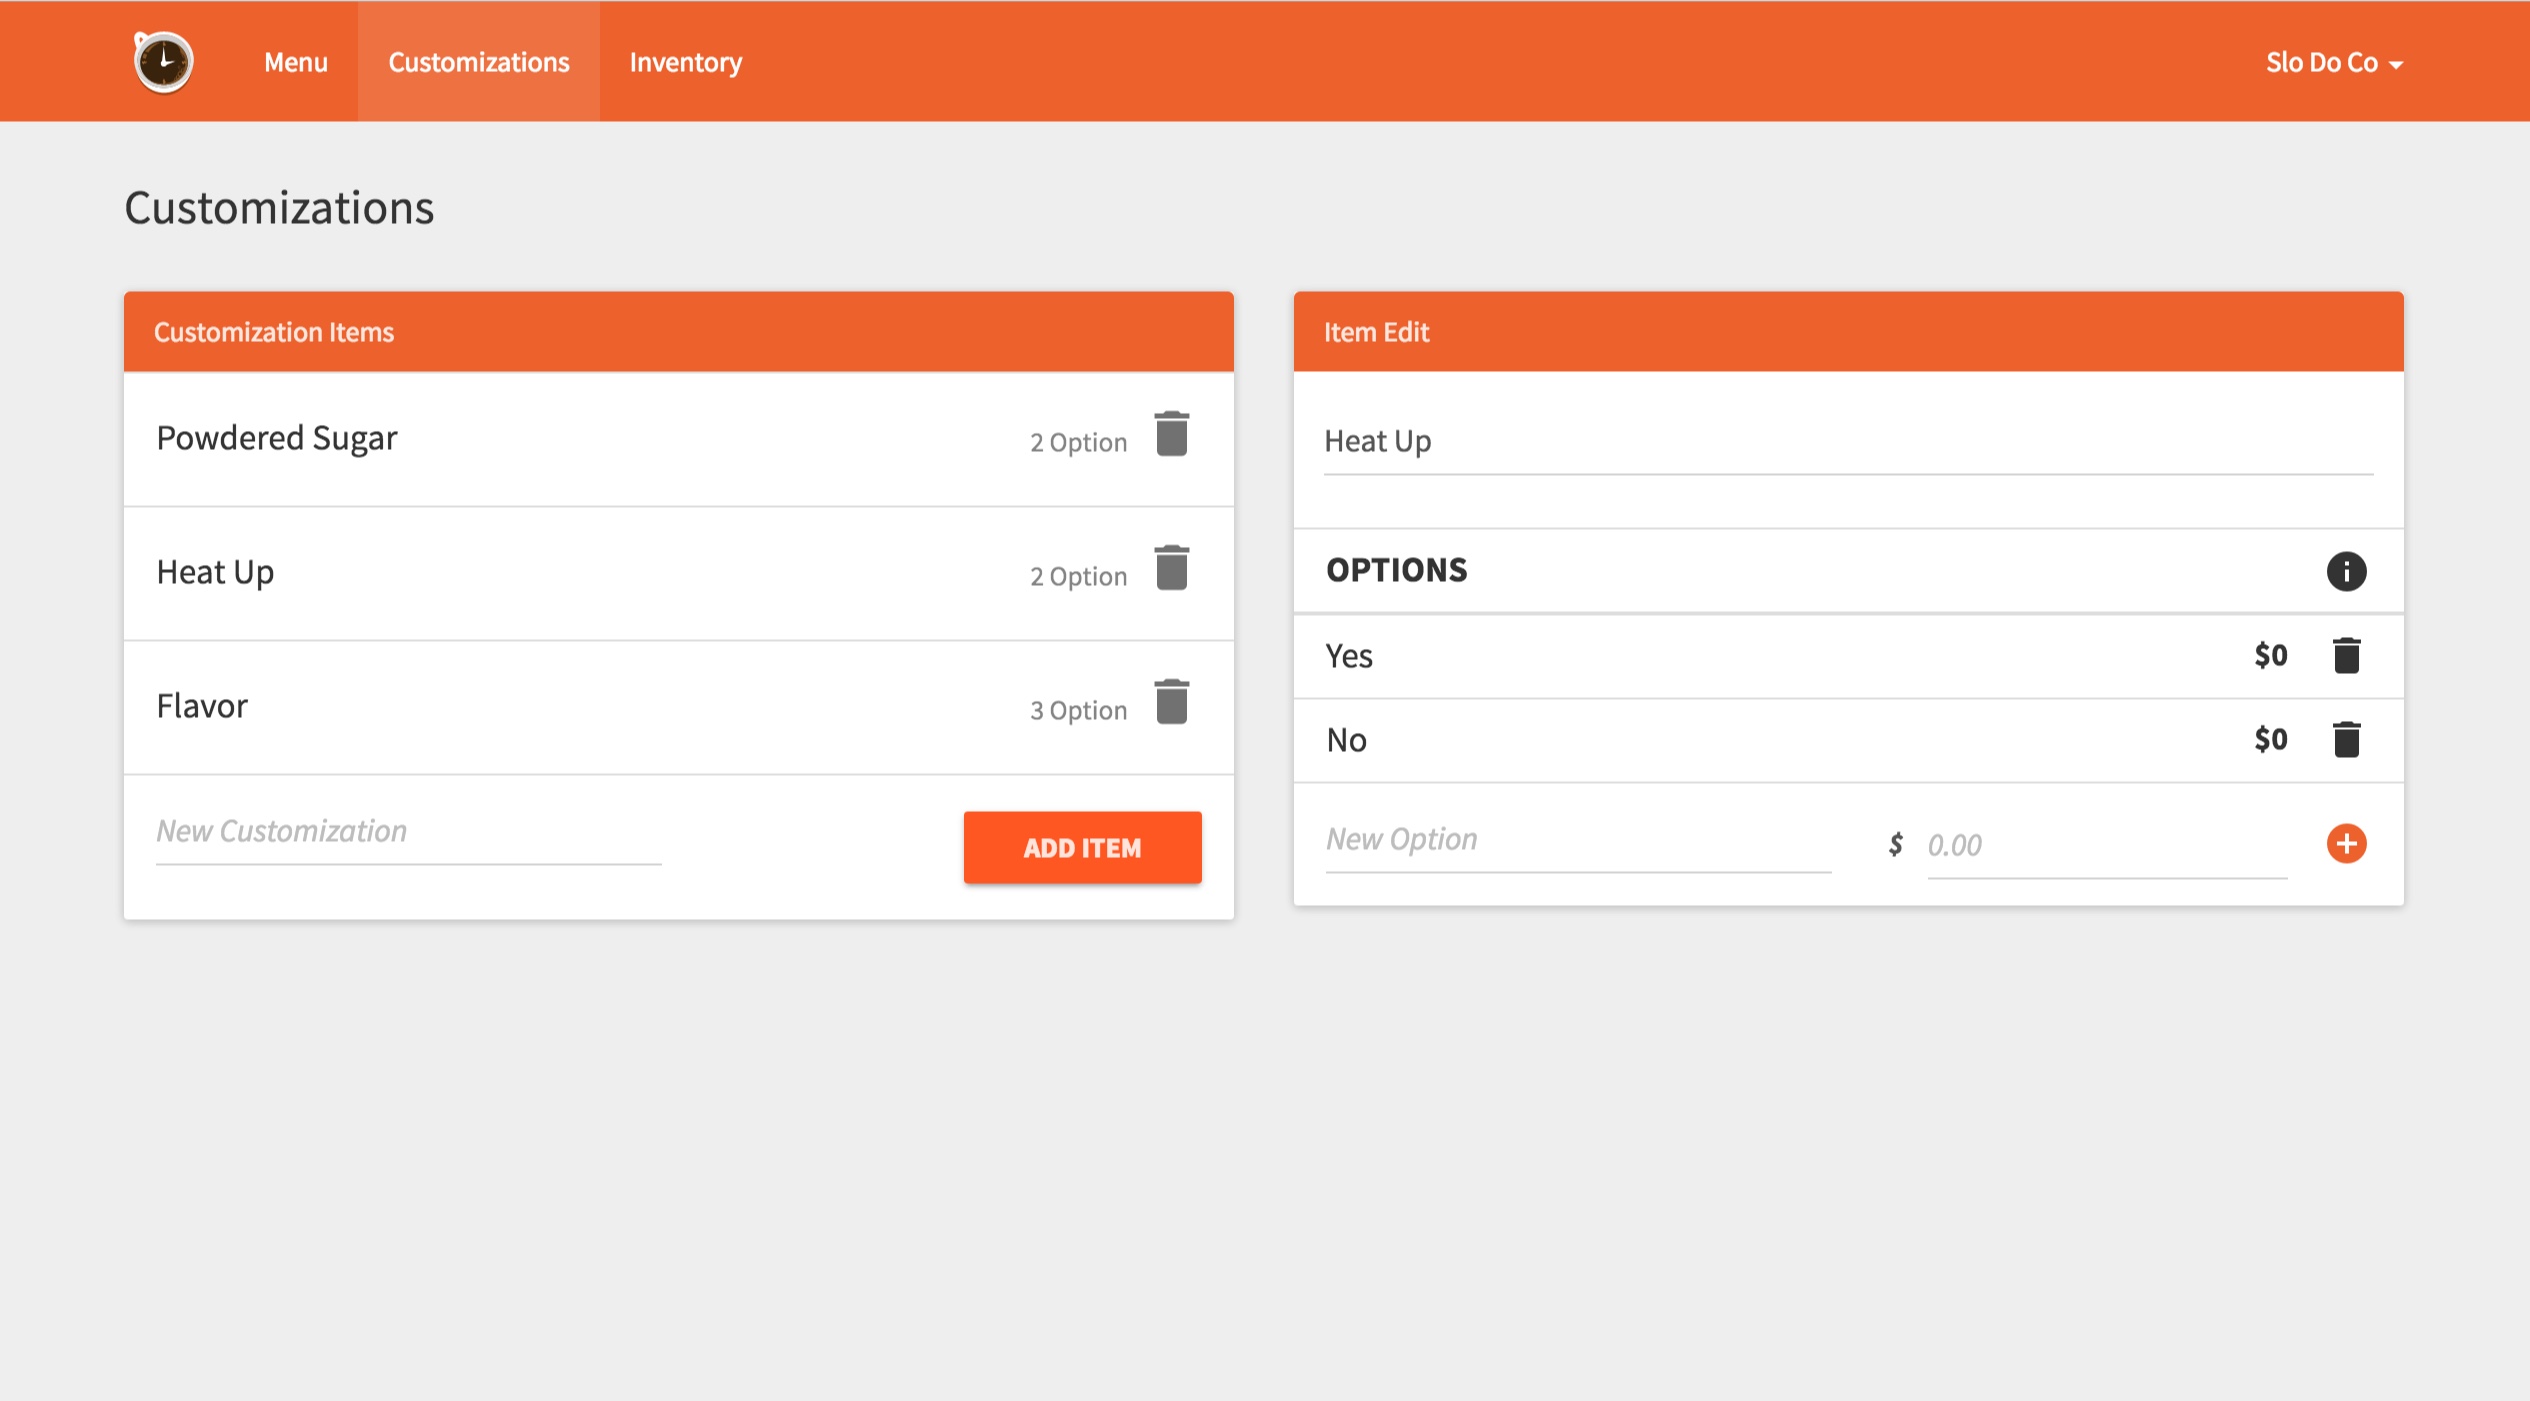 Menu
Customizations
Inventory
Slo Do Co
Customizations
Customization Items
Powdered Sugar
2 Option
Heat Up
2 Option
Flavor
3 Option
New Customization
ADD ITEM
Item Edit
Heat Up
OPTIONS
Yes
$0
No
$0
New Option
$ 0.00